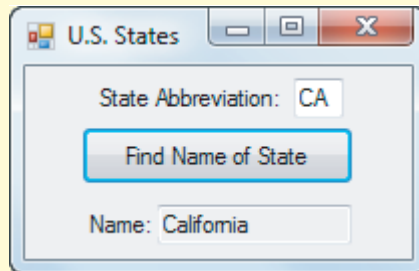 U.S. States
State Abbreviation: CA
Find Name of State
Name: California